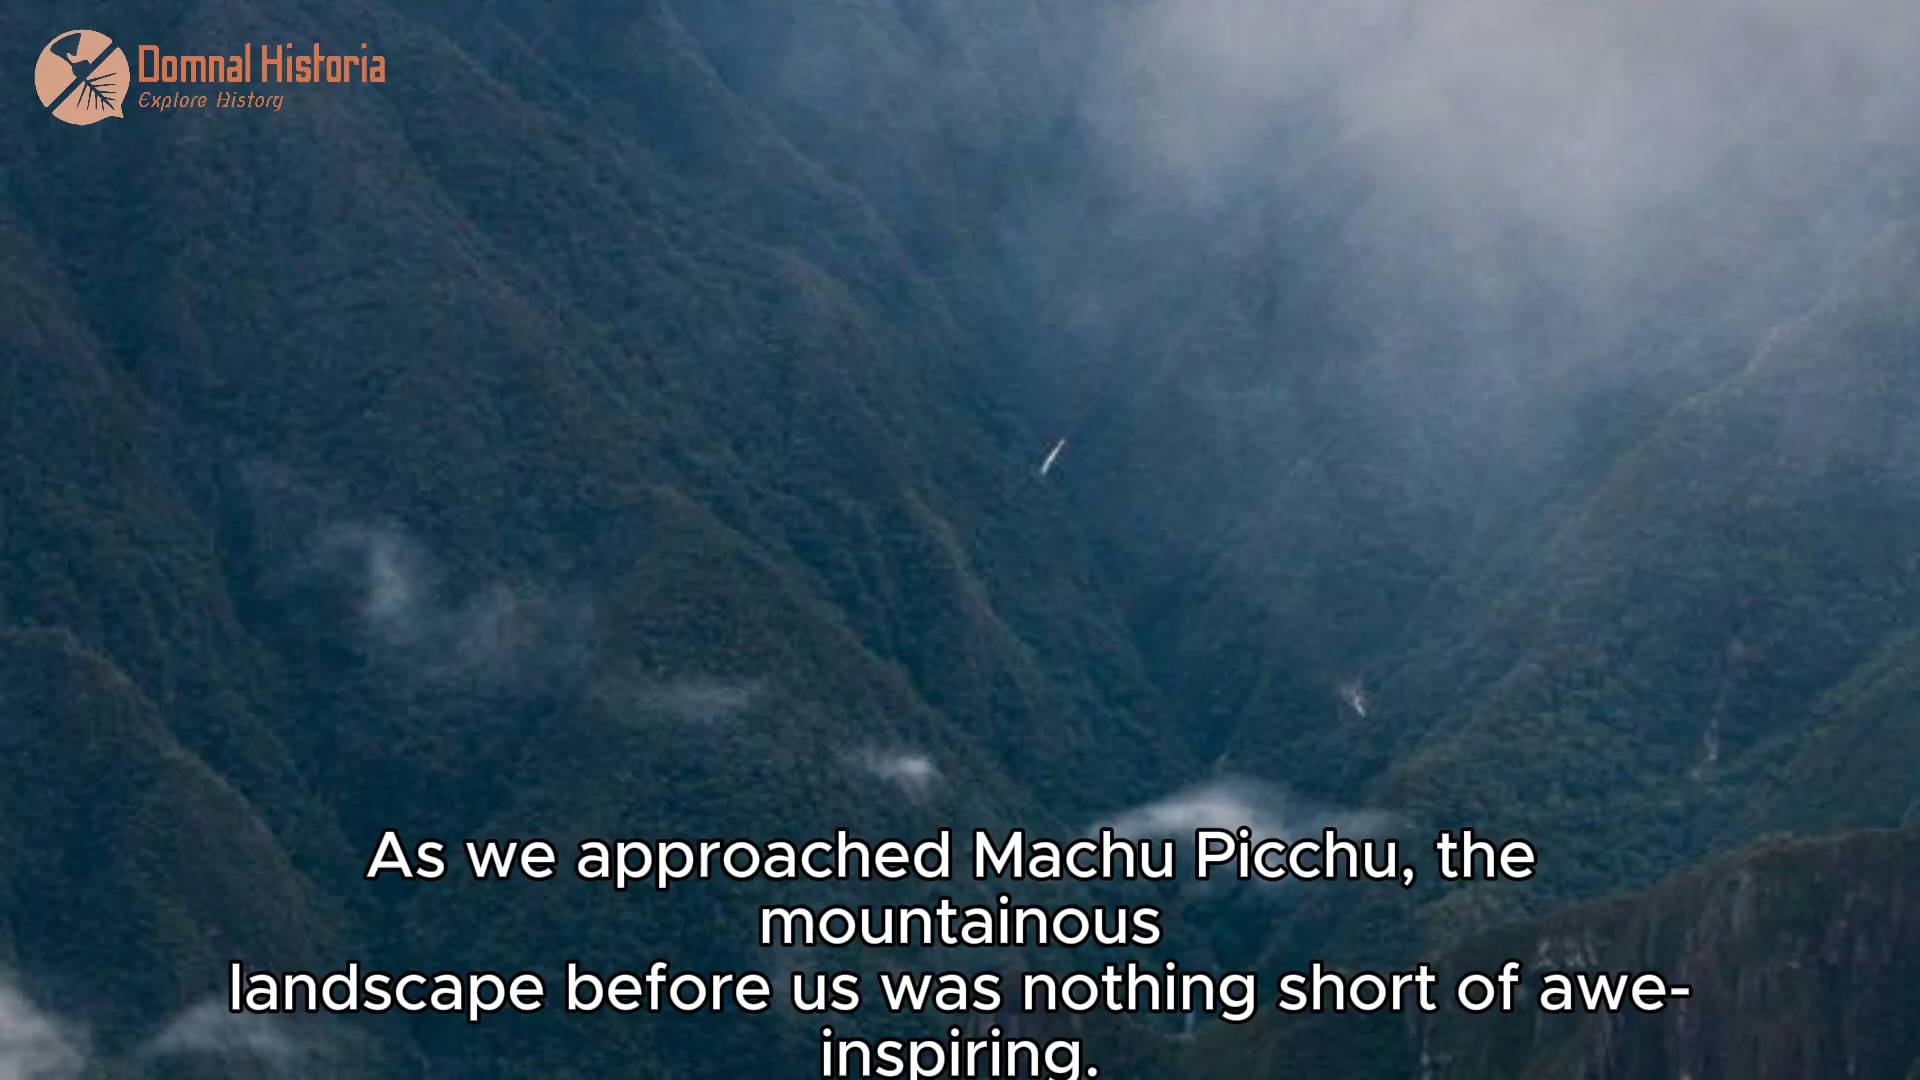 Domnal Historia
Explore History
As we approached Machu Picchu, the
mountainous
landscape before us was nothing short of awe-
inspiring.